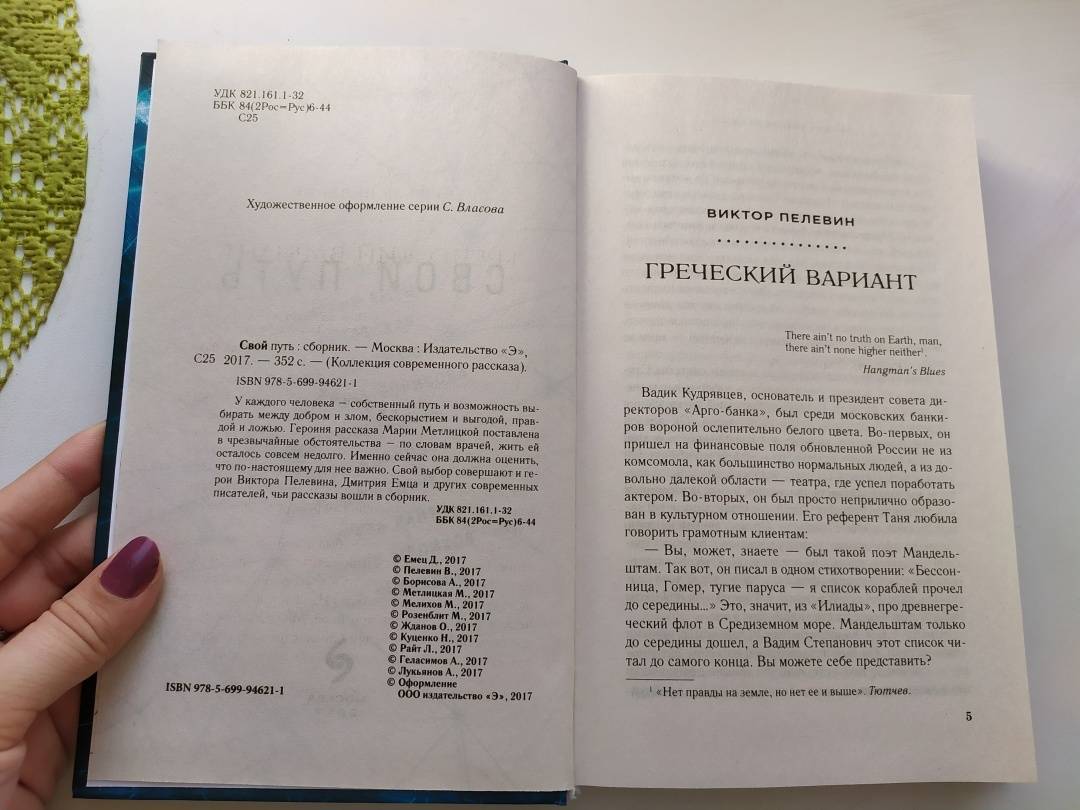 УДК 821.161.1-32
ББК 84(2Рос=Рус)6-44
С25
Художественное оформление серии С. Власова
Свой путь : сборник. — Москва : Издательство «Э»,
С25 2017. — 352 с. — (Коллекция современного рассказа).
ISBN 978-5-699-94621-1
У каждого человека – собственный путь и возможность вы-
бирать между добром и злом, бескорыстием и выгодой, прав-
дой и ложью. Героиня рассказа Марии Метлицкой поставлена
в чрезвычайные обстоятельства – по словам врачей, жить ей
осталось совсем недолго. Именно сейчас она должна оценить,
что по-настоящему для нее важно. Свой выбор совершают и ге-
рои Виктора Пелевина, Дмитрия Емца и других современных
писателей, чьи рассказы вошли в сборник.
УДК 821.161.1-32
ББК 84(2Рос=Рус)6-44
© Емец Д., 2017
© Пелевин В., 2017
© Борисова А., 2017
© Метлицкая М., 2017
© Мелихов М., 2017
© Розенблит М., 2017
© Жданов О., 2017
© Куценко Н., 2017
© Райт Л., 2017
© Геласимов А., 2017
© Лукьянов А., 2017
© Оформление
ООО издательство «Э», 2017
ISBN 978-5-699-94621-1
ВИКТОР ПЕЛЕВИН
ГРЕЧЕСКИЙ ВАРИАНТ
There ain't no truth on Earth, man,
there ain't none higher neither¹.
Hangman's Blues
Вадик Кудрявцев, основатель и президент совета ди-
ректоров «Арго-банка», был среди московских банки-
ров вороной ослепительно белого цвета. Во-первых, он
пришел на финансовые поля обновленной России не из
комсомола, как большинство нормальных людей, а из до-
вольно далекой области — театра, где успел поработать
актером. Во-вторых, он был просто неприлично образо-
ван в культурном отношении. Его референт Таня любила
говорить грамотным клиентам:
— Вы, может, знаете — был такой поэт Мандель-
штам. Так вот, он писал в одном стихотворении: «Бессон-
ница, Гомер, тугие паруса — я список кораблей прочел
до середины...» Это, значит, из «Илиады», про древнегре-
ческий флот в Средиземном море. Мандельштам только
до середины дошел, а Вадим Степанович этот список чи-
тал до самого конца. Вы можете себе представить?
¹ «Нет правды на земле, но нет ее и выше». Тютчев.
5